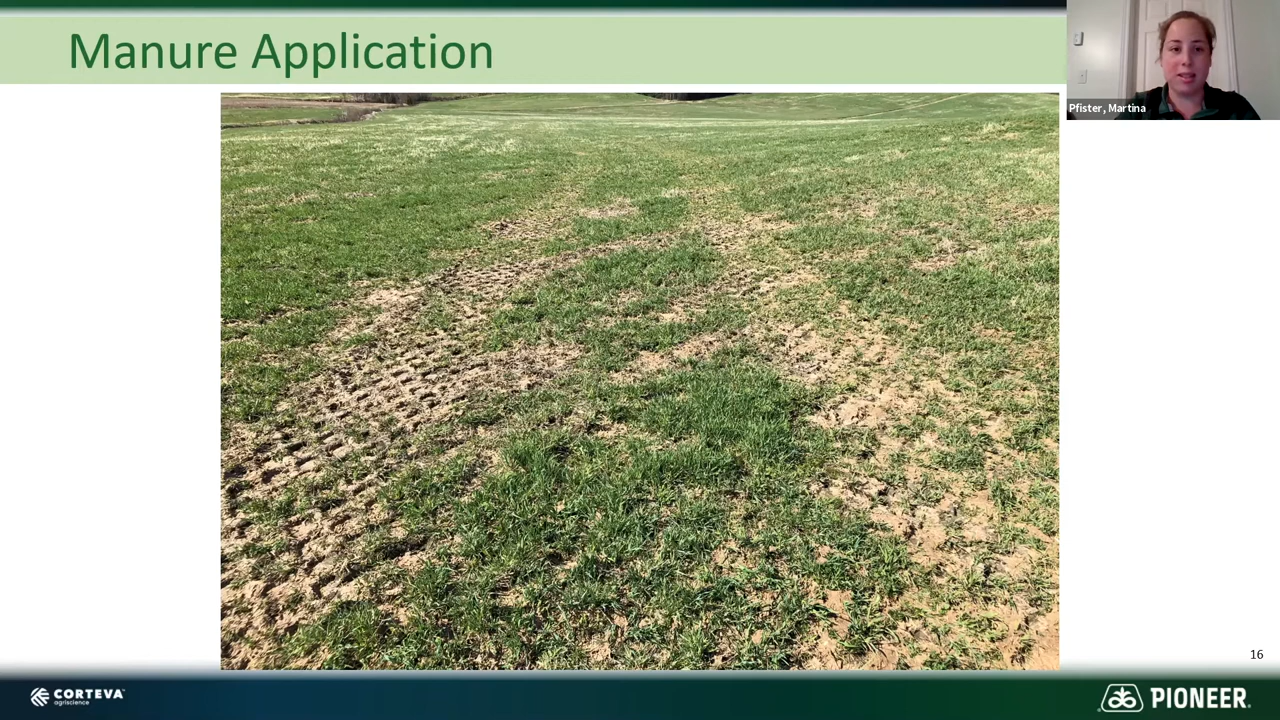 Manure Application
Pfister, Martina
16
CORTEVA
agriscience
PIONEER